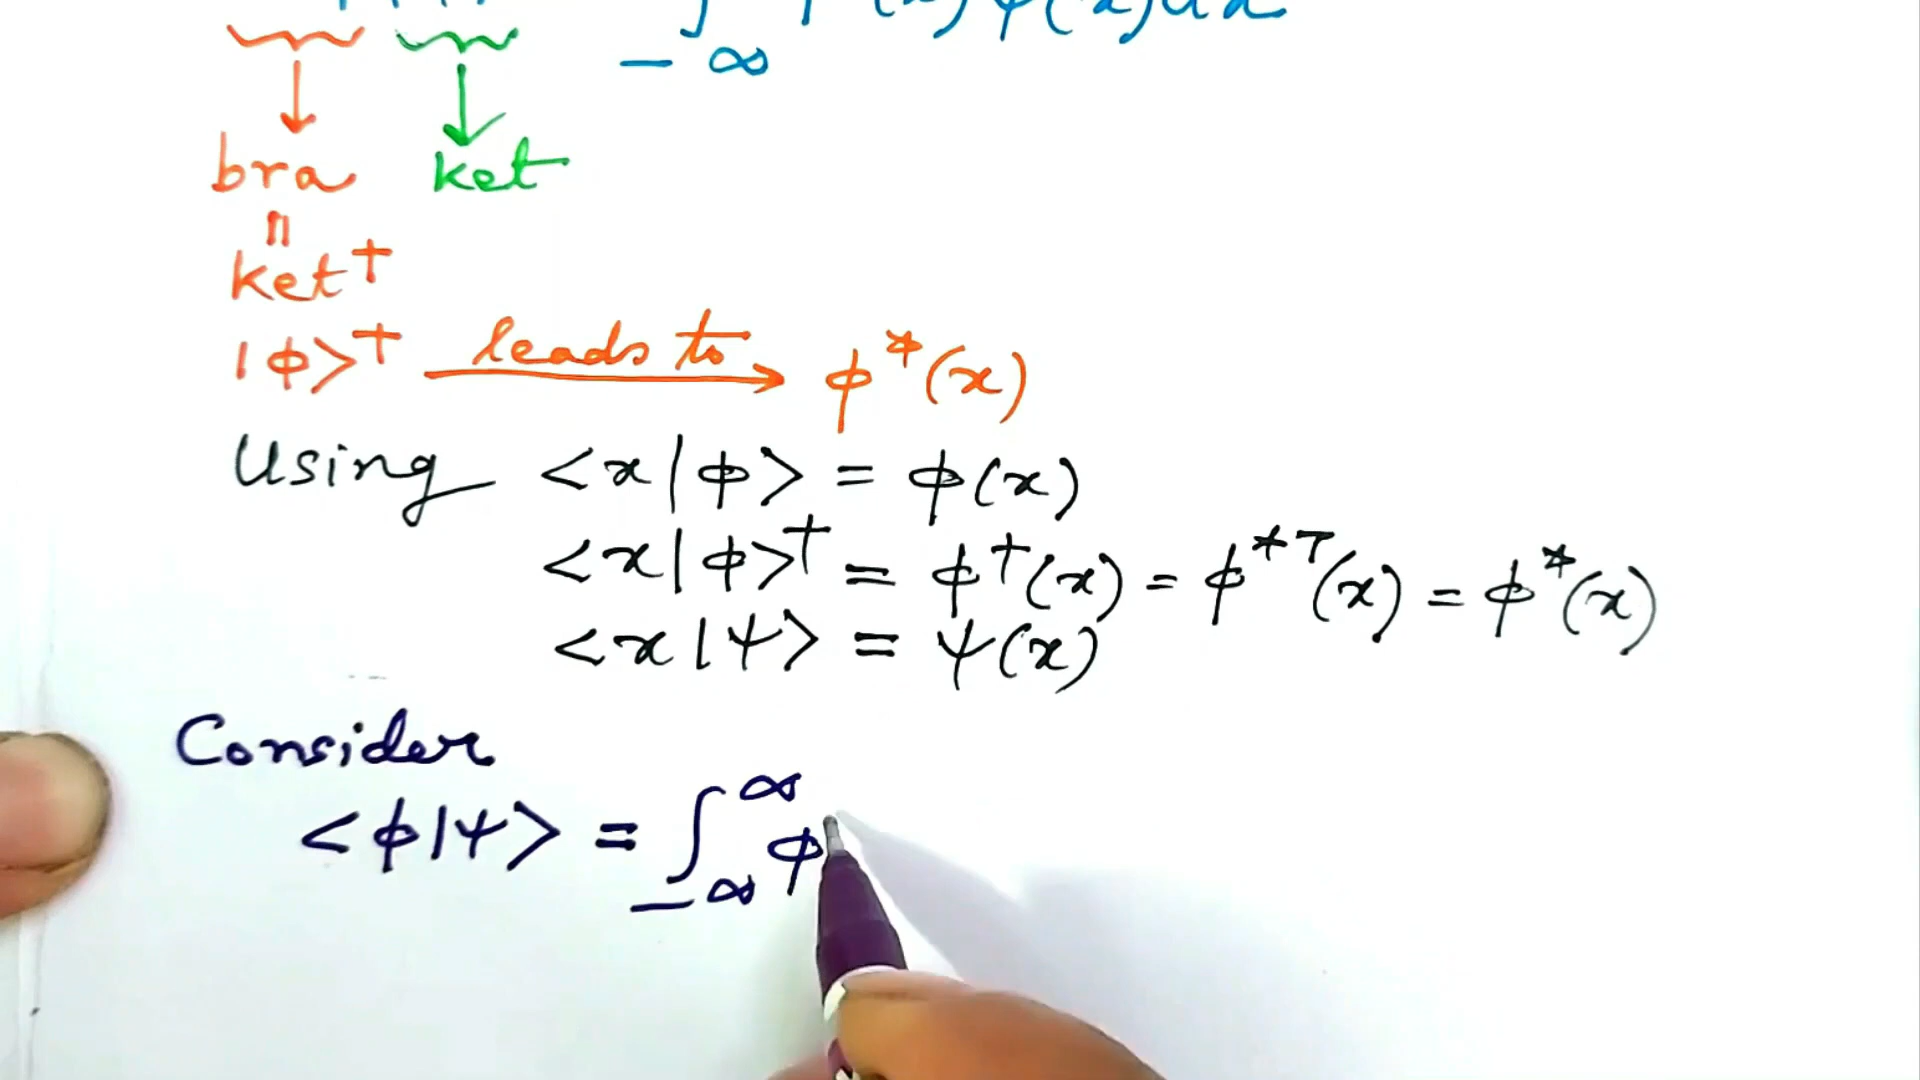 − ∞
bra ket
॥
ket†
|ϕ>† leads to → ϕ*(x)
Using <x|ϕ> = ϕ(x)
<x|ϕ>† = ϕ†(x) = ϕ*ᵀ(x) = ϕ*(x)
<x|ψ> = ψ(x)
Consider
<ϕ|ψ> = ∫_{-∞}^{∞} ϕ